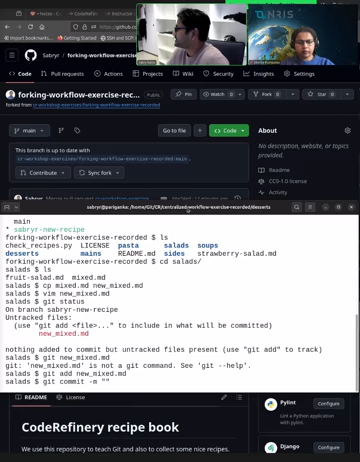 Import bookmarks...
NRIS
Sabryr / forking-workflow-exercis
Code Pull requests Actions Projects Wiki Security Insights Settings
forking-workflow-exercise-rec... Public Pin Watch 0 Fork Star
forked from cr-workshop-exercises/forking-workflow-exercise-recorded
main Go to file Code About
No description, website, or topics provided.
This branch is up to date with
cr-workshop-exercises/forking-workflow-exercise-recorded:main.
Contribute Sync fork
Readme
CC0-1.0 license
Activity
main
* sabryr-new-recipe
forking-workflow-exercise-recorded $ ls
check_recipes.py LICENSE pasta salads soups
desserts mains README.md sides strawberry-salad.md
forking-workflow-exercise-recorded $ cd salads/
salads $ ls
fruit-salad.md mixed.md
salads $ cp mixed.md new_mixed.md
salads $ vim new_mixed.md
salads $ git status
On branch sabryr-new-recipe
Untracked files:
(use "git add <file>..." to include in what will be committed)
new_mixed.md
nothing added to commit but untracked files present (use "git add" to track)
salads $ git new_mixed.md
git: 'new_mixed.md' is not a git command. See 'git --help'.
salads $ git add new_mixed.md
salads $ git commit -m ""
README License
Pylint Configure
Lint a Python application with pylint.
CodeRefinery recipe book
Django Configure
We use this repository to teach Git and also to collect some nice recipes.